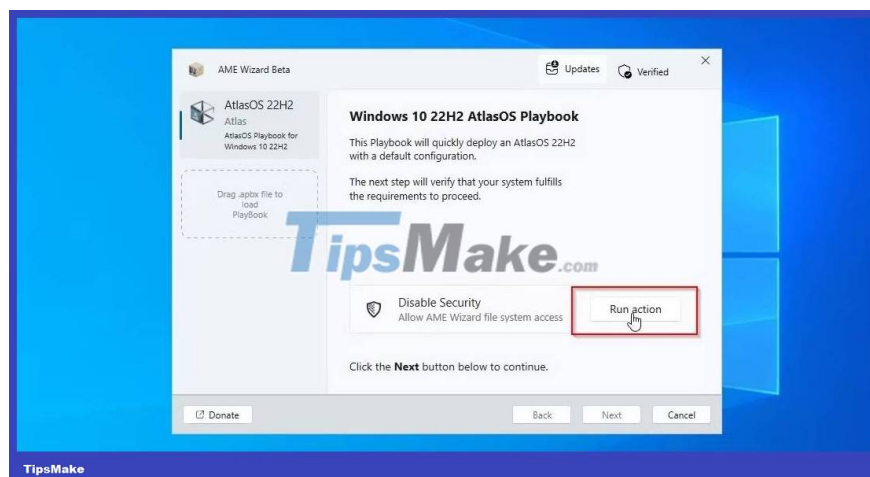 AME Wizard Beta
Updates
Verified
AtlasOS 22H2
Atlas
AtlasOS Playbook for
Windows 10 22H2
Drag .apbx file to
load
PlayBook
Windows 10 22H2 AtlasOS Playbook
This Playbook will quickly deploy an AtlasOS 22H2
with a default configuration.
The next step will verify that your system fulfills
the requirements to proceed.
TipsMake.com
Disable Security
Allow AME Wizard file system access
Run action
Click the Next button below to continue.
Donate
Back
Next
Cancel
TipsMake